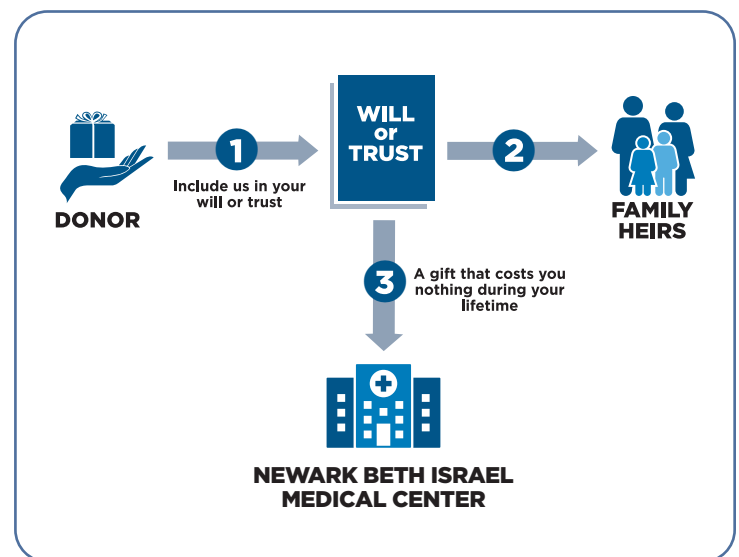 WILL
or
TRUST
1
2
Include us in your
will or trust
DONOR
FAMILY
HEIRS
3
A gift that costs you
nothing during your
lifetime
NEWARK BETH ISRAEL
MEDICAL CENTER